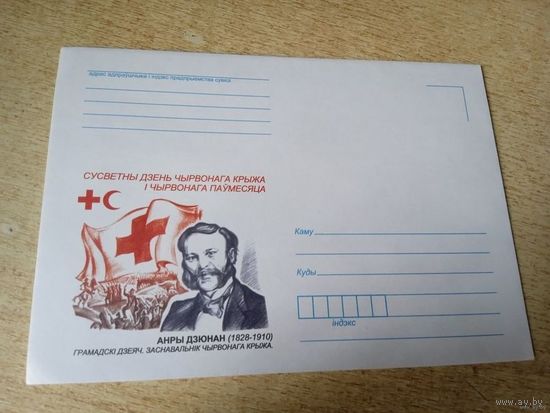 адрас адпраўшчыка і індэкс прадпрыемства сувязі
СУСВЕТНЫ ДЗЕНЬ ЧЫРВОНАГА КРЫЖА
І ЧЫРВОНАГА ПАЎМЕСЯЦА
Каму
Куды
індэкс
АНРЫ ДЗЮНАН (1828-1910)
ГРАМАДСКІ ДЗЕЯЧ. ЗАСНАВАЛЬНІК ЧЫРВОНАГА КРЫЖА.
www.ay.by